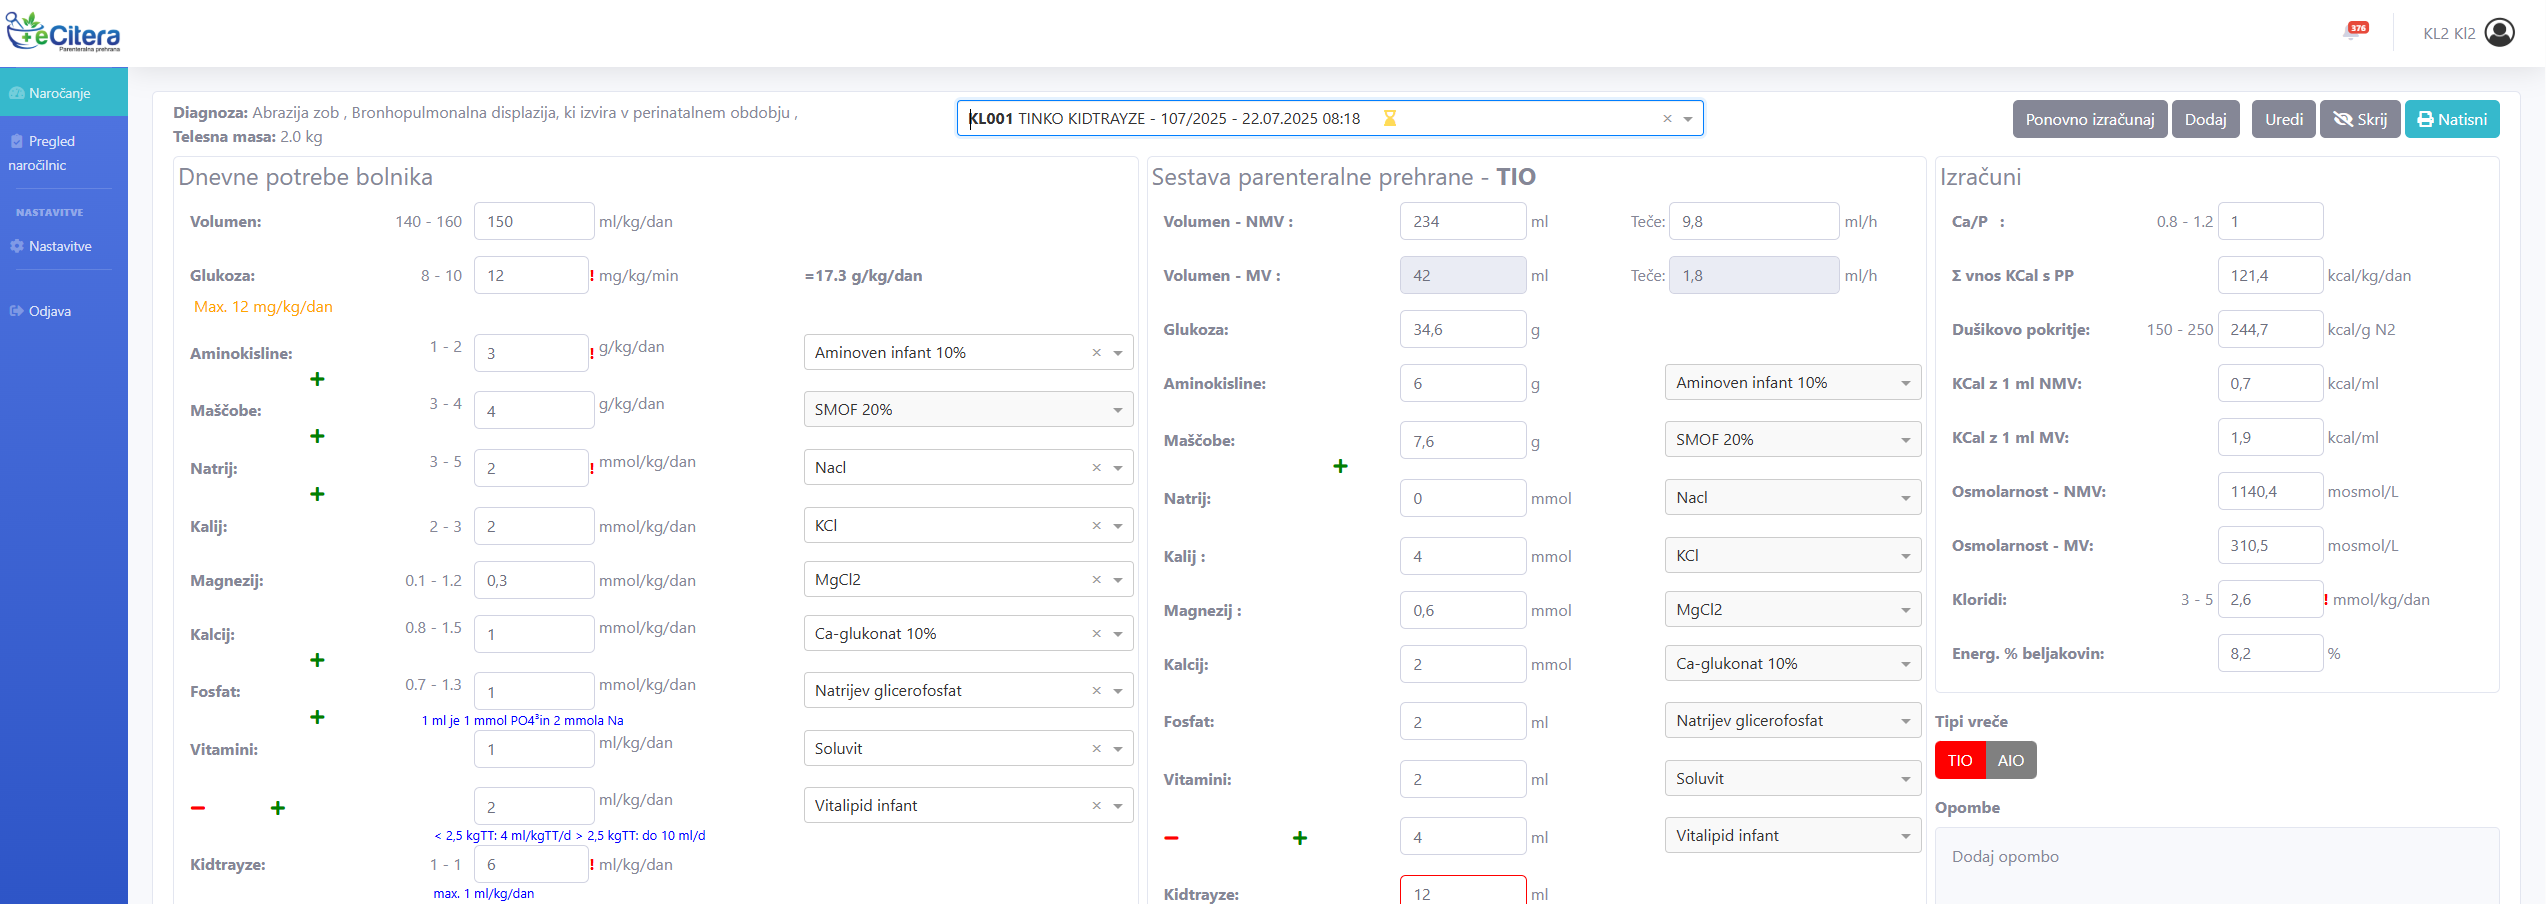 eCitera
Parenteralna prehrana
376
KL2 Kl2
Naročanje
Pregled
naročilnic
NASTAVITVE
Nastavitve
Odjava
Diagnoza: Abrazija zob , Bronhopulmonalna displazija, ki izvira v perinatalnem obdobju ,
Telesna masa: 2.0 kg
KL001 TINKO KIDTRAYZE - 107/2025 - 22.07.2025 08:18 × 
Ponovno izračunaj Dodaj Uredi Skrij Natisni
Dnevne potrebe bolnika
Volumen: 140 - 160 150 ml/kg/dan
Glukoza: 8 - 10 12 ! mg/kg/min =17.3 g/kg/dan
Max. 12 mg/kg/dan
Aminokisline: 1 - 2 3 ! g/kg/dan Aminoven infant 10% ×
+
Maščobe: 3 - 4 4 g/kg/dan SMOF 20%
+
Natrij: 3 - 5 2 ! mmol/kg/dan Nacl ×
+
Kalij: 2 - 3 2 mmol/kg/dan KCl ×
Magnezij: 0.1 - 1.2 0,3 mmol/kg/dan MgCl2 ×
Kalcij: 0.8 - 1.5 1 mmol/kg/dan Ca-glukonat 10% ×
+
Fosfat: 0.7 - 1.3 1 mmol/kg/dan Natrijev glicerofosfat ×
+
1 ml je 1 mmol PO4³in 2 mmola Na
Vitamini: 1 ml/kg/dan Soluvit ×
− + 2 ml/kg/dan Vitalipid infant ×
< 2,5 kgTT: 4 ml/kgTT/d > 2,5 kgTT: do 10 ml/d
Kidtrayze: 1 - 1 6 ! ml/kg/dan
max. 1 ml/kg/dan
Sestava parenteralne prehrane - TIO
Volumen - NMV : 234 ml Teče: 9,8 ml/h
Volumen - MV : 42 ml Teče: 1,8 ml/h
Glukoza: 34,6 g
Aminokisline: 6 g Aminoven infant 10%
Maščobe: 7,6 g SMOF 20%
+
Natrij: 0 mmol Nacl
Kalij : 4 mmol KCl
Magnezij : 0,6 mmol MgCl2
Kalcij: 2 mmol Ca-glukonat 10%
Fosfat: 2 ml Natrijev glicerofosfat
Vitamini: 2 ml Soluvit
− + 4 ml Vitalipid infant
Kidtrayze: 12 ml
Izračuni
Ca/P : 0.8 - 1.2 1
Σ vnos KCal s PP 121,4 kcal/kg/dan
Dušikovo pokritje: 150 - 250 244,7 kcal/g N2
KCal z 1 ml NMV: 0,7 kcal/ml
KCal z 1 ml MV: 1,9 kcal/ml
Osmolarnost - NMV: 1140,4 mosmol/L
Osmolarnost - MV: 310,5 mosmol/L
Kloridi: 3 - 5 2,6 ! mmol/kg/dan
Energ. % beljakovin: 8,2 %
Tipi vreče
TIO AIO
Opombe
Dodaj opombo